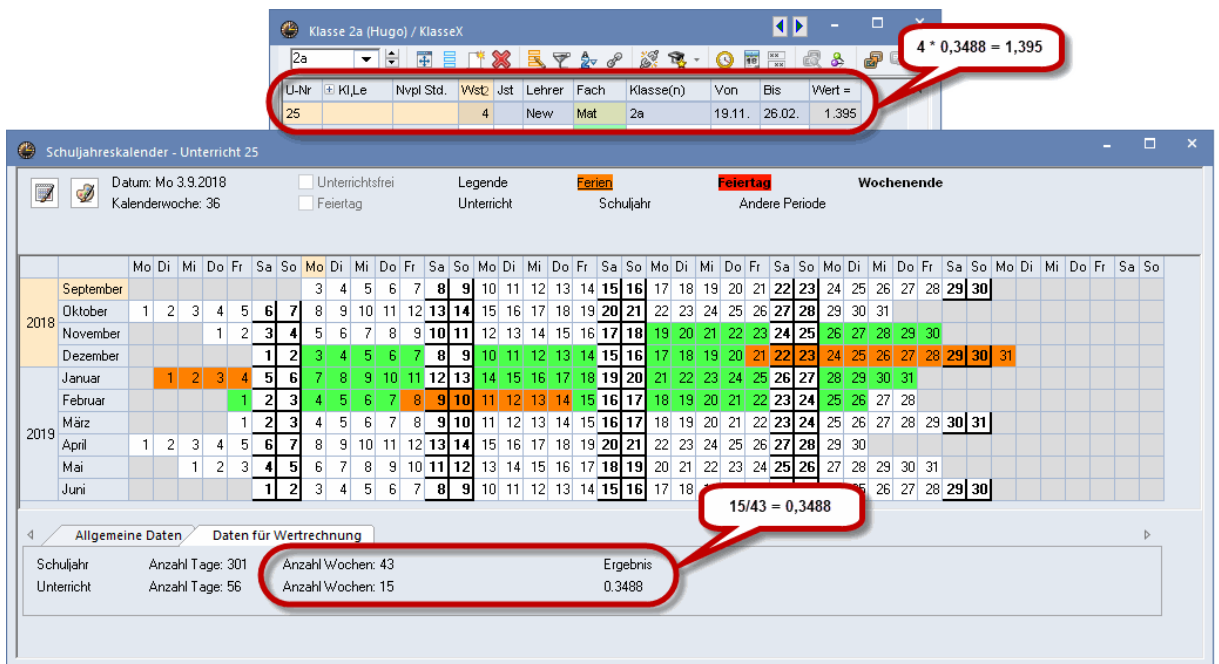 Klasse 2a (Hugo) / KlasseX
2a
4 * 0,3488 = 1,395
U-Nr Kl,Le Nvpl Std. Wst Jst Lehrer Fach Klasse(n) Von Bis Wert =
25 4 New Mat 2a 19.11. 26.02. 1.395
Schuljahreskalender - Unterricht 25
Datum: Mo 3.9.2018 Unterrichtsfrei Legende Ferien Feiertag Wochenende
Kalenderwoche: 36 Feiertag Unterricht Schuljahr Andere Periode
Mo Di Mi Do Fr Sa So Mo Di Mi Do Fr Sa So Mo Di Mi Do Fr Sa So Mo Di Mi Do Fr Sa So Mo Di Mi Do Fr Sa So Mo Di Mi Do Fr Sa So
2018
September 3 4 5 6 7 8 9 10 11 12 13 14 15 16 17 18 19 20 21 22 23 24 25 26 27 28 29 30
Oktober 1 2 3 4 5 6 7 8 9 10 11 12 13 14 15 16 17 18 19 20 21 22 23 24 25 26 27 28 29 30 31
November 1 2 3 4 5 6 7 8 9 10 11 12 13 14 15 16 17 18 19 20 21 22 23 24 25 26 27 28 29 30
Dezember 1 2 3 4 5 6 7 8 9 10 11 12 13 14 15 16 17 18 19 20 21 22 23 24 25 26 27 28 29 30 31
2019
Januar 1 2 3 4 5 6 7 8 9 10 11 12 13 14 15 16 17 18 19 20 21 22 23 24 25 26 27 28 29 30 31
Februar 1 2 3 4 5 6 7 8 9 10 11 12 13 14 15 16 17 18 19 20 21 22 23 24 25 26 27 28
März 1 2 3 4 5 6 7 8 9 10 11 12 13 14 15 16 17 18 19 20 21 22 23 24 25 26 27 28 29 30 31
April 1 2 3 4 5 6 7 8 9 10 11 12 13 14 15 16 17 18 19 20 21 22 23 24 25 26 27 28 29 30
Mai 1 2 3 4 5 6 7 8 9 10 11 12 13 14 15 16 17 18 19 20 21 22 23 24 25 26 27 28 29 30 31
Juni 1 2 3 4 5 6 7 8 9 10 11 12 13 14 15 16 17 18 26 27 28 29 30
15/43 = 0,3488
Allgemeine Daten Daten für Wertrechnung
Schuljahr Anzahl Tage: 301 Anzahl Wochen: 43 Ergebnis
Unterricht Anzahl Tage: 56 Anzahl Wochen: 15 0.3488